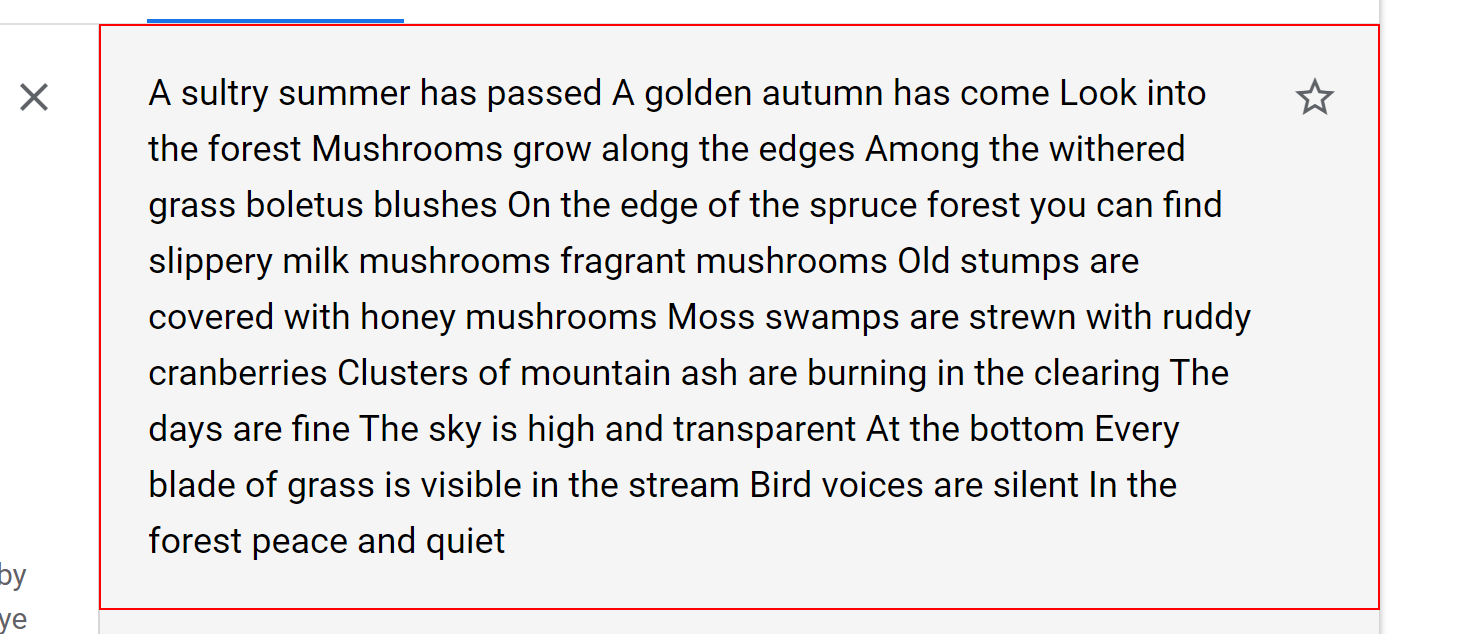 A sultry summer has passed A golden autumn has come Look into
the forest Mushrooms grow along the edges Among the withered
grass boletus blushes On the edge of the spruce forest you can find
slippery milk mushrooms fragrant mushrooms Old stumps are
covered with honey mushrooms Moss swamps are strewn with ruddy
cranberries Clusters of mountain ash are burning in the clearing The
days are fine The sky is high and transparent At the bottom Every
blade of grass is visible in the stream Bird voices are silent In the
forest peace and quiet
by
ye